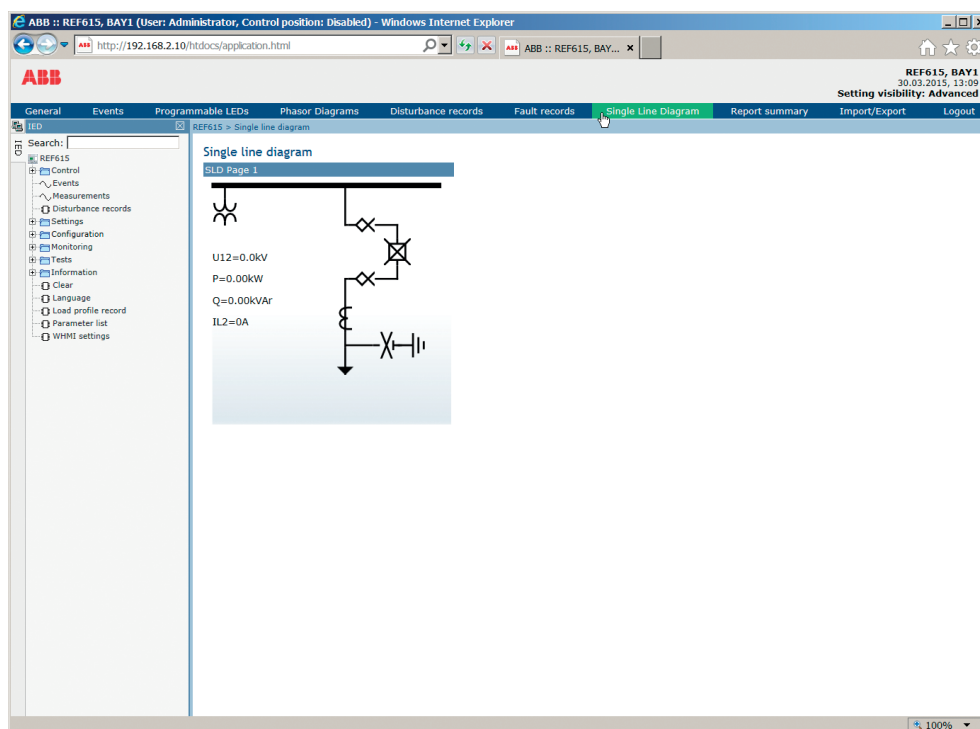 ABB :: REF615, BAY1 (User: Administrator, Control position: Disabled) - Windows Internet Explorer
http://192.168.2.10/htdocs/application.html
ABB :: REF615, BAY...
ABB
REF615, BAY1
30.03.2015, 13:09
Setting visibility: Advanced
General Events Programmable LEDs Phasor Diagrams Disturbance records Fault records Single Line Diagram Report summary Import/Export Logout
IED
REF615 > Single line diagram
IED
Search:
REF615
Control
Events
Measurements
Disturbance records
Settings
Configuration
Monitoring
Tests
Information
Clear
Language
Load profile record
Parameter list
WHMI settings
Single line diagram
SLD Page 1
U12=0.0kV
P=0.00kW
Q=0.00kVAr
IL2=0A
100%